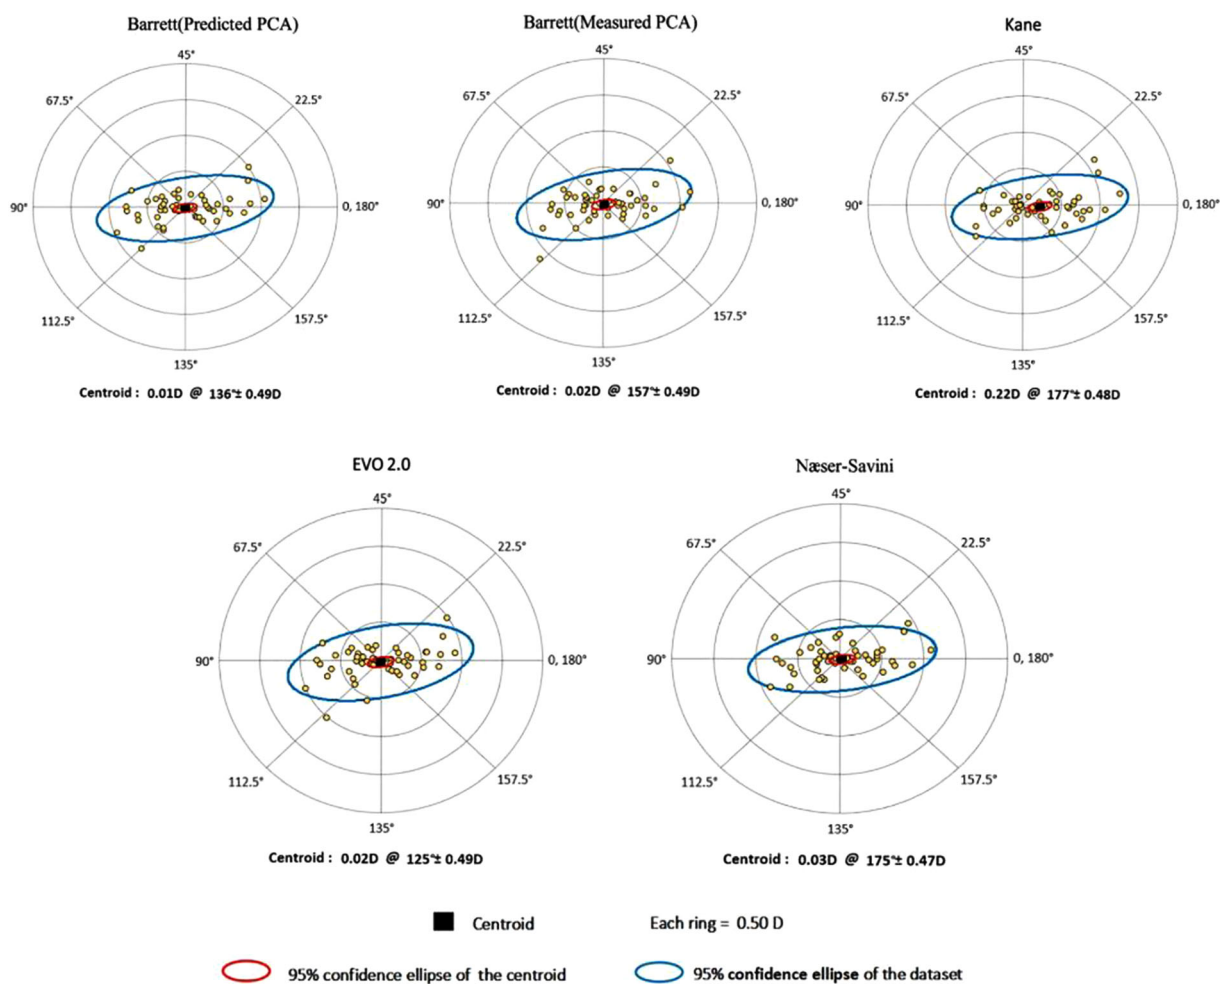 Barrett(Predicted PCA)
45°
67.5°
22.5°
90°
0, 180°
112.5°
157.5°
135°
Centroid : 0.01D @ 136°± 0.49D
Barrett(Measured PCA)
45°
67.5°
22.5°
90°
0, 180°
112.5°
157.5°
135°
Centroid : 0.02D @ 157°± 0.49D
Kane
45°
67.5°
22.5°
90°
0, 180°
112.5°
157.5°
135°
Centroid : 0.22D @ 177°± 0.48D
EVO 2.0
45°
67.5°
22.5°
90°
0, 180°
112.5°
157.5°
135°
Centroid : 0.02D @ 125°± 0.49D
Næser-Savini
45°
67.5°
22.5°
90°
0, 180°
112.5°
157.5°
135°
Centroid : 0.03D @ 175°± 0.47D
Centroid
Each ring = 0.50 D
95% confidence ellipse of the centroid
95% confidence ellipse of the dataset